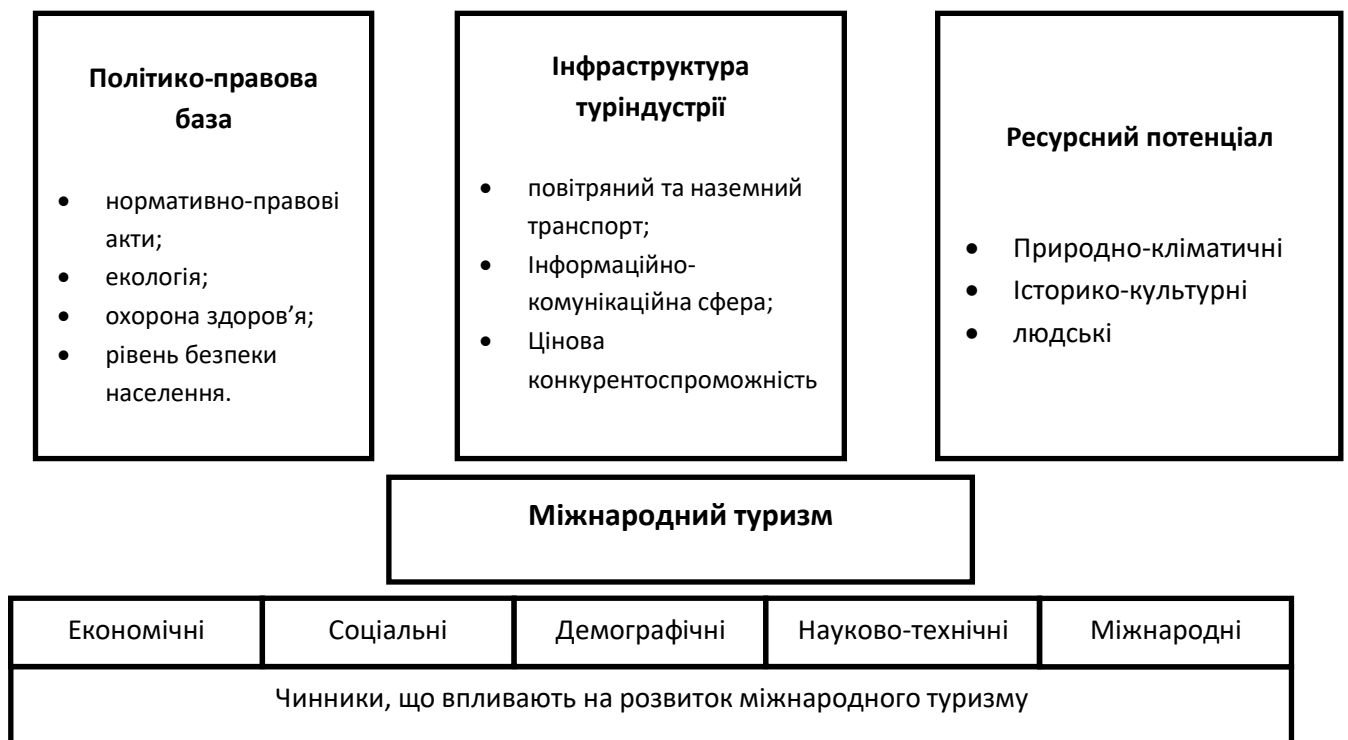 Політико-правова
база
• нормативно-правові
акти;
• екологія;
• охорона здоров’я;
• рівень безпеки
населення.
Інфраструктура
туріндустрії
• повітряний та наземний
транспорт;
• Інформаційно-
комунікаційна сфера;
• Цінова
конкурентоспроможність
Ресурсний потенціал
• Природно-кліматичні
• Історико-культурні
• людські
Міжнародний туризм
Економічні
Соціальні
Демографічні
Науково-технічні
Міжнародні
Чинники, що впливають на розвиток міжнародного туризму